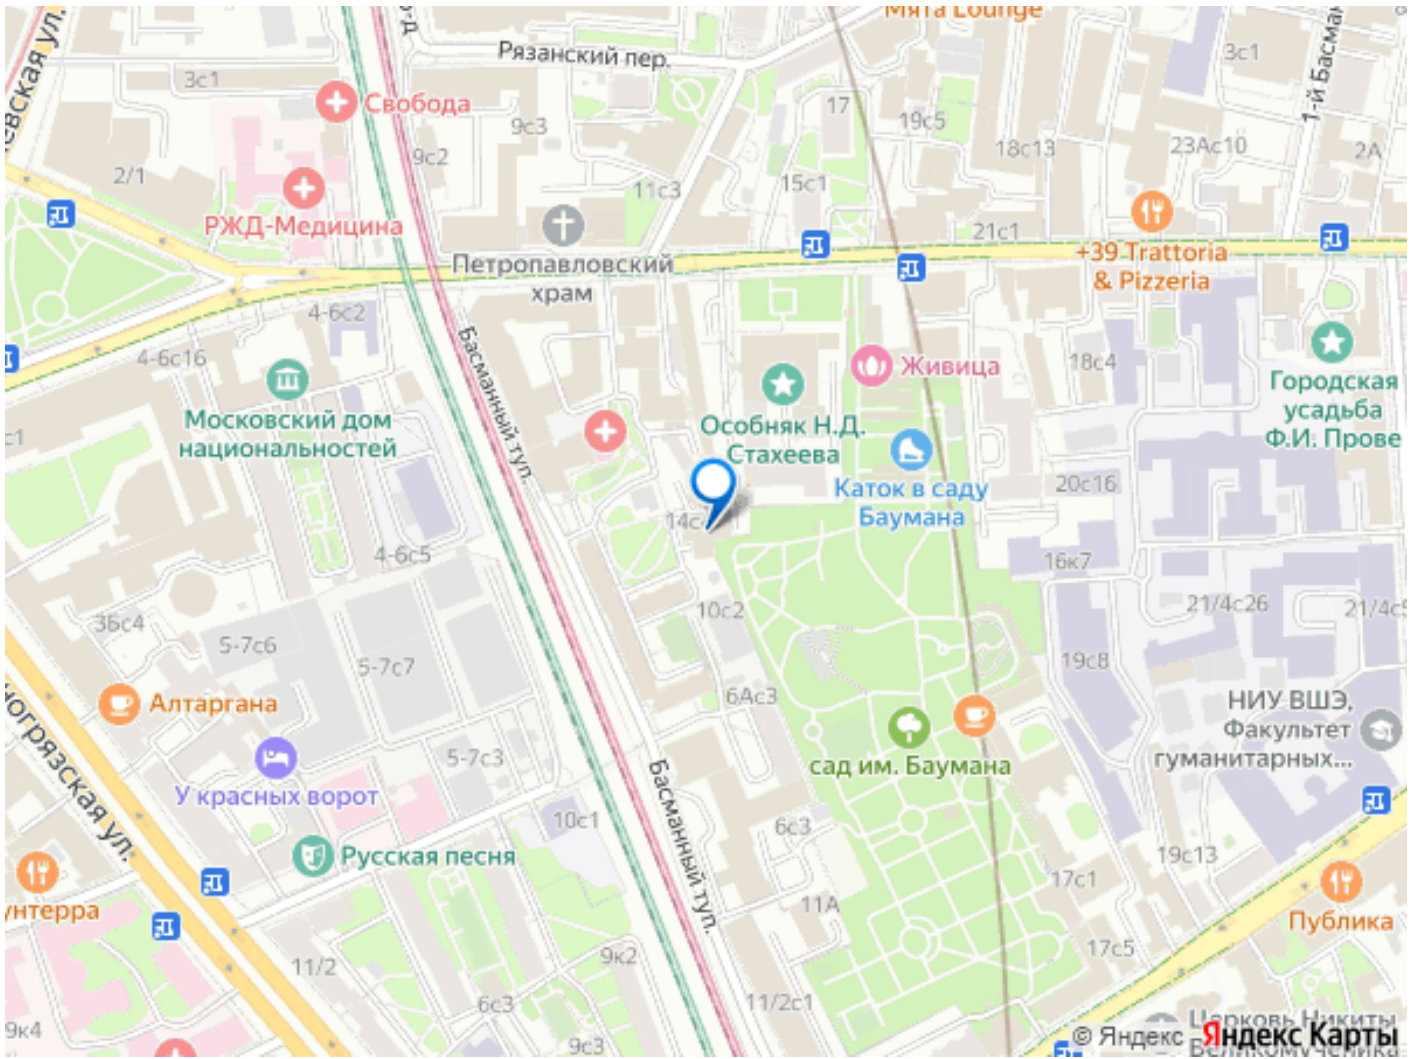 Мята Lounge
Рязанский пер.
3с1
Свобода
9с3
17
19с5
3с1
9с2
18с13
23Ас10
2А
2/1
11с3
15с1
РЖД-Медицина
21с1
+39 Trattoria
& Pizzeria
Петропавловский
храм
4-6с2
4-6с16
Басманный туп.
Живица
18с4
Городская
усадьба
Ф.И. Прове
Московский дом
национальностей
Особняк Н.Д.
Стахеева
Каток в саду
Баумана
20с16
4-6с5
16к7
10с2
21/4с26
3Б
5-7с6
5-7с7
19с8
6Ас3
Алтаргана
НИУ ВШЭ,
Факультет
гуманитарных...
сад им. Баумана
5-7с3
У красных ворот
Басманный туп.
10с1
6с3
Русская песня
19с13
17с1
11А
Публика
17с5
9к2
11/2
6с3
11/2с1
9к4
9с3
Церковь Никиты
© Яндекс
Яндекс Карты